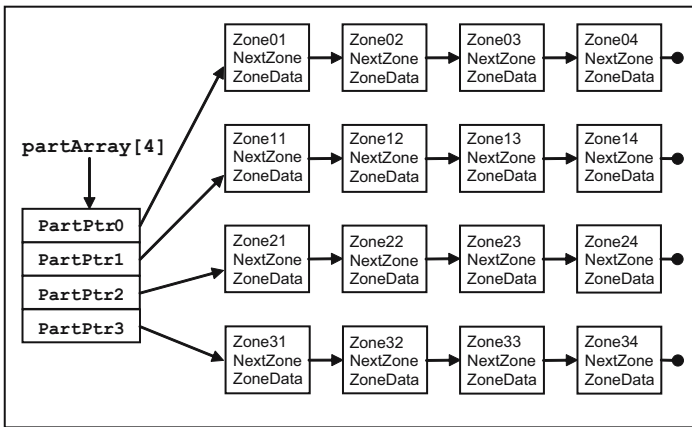 Zone01
NextZone
ZoneData
Zone02
NextZone
ZoneData
Zone03
NextZone
ZoneData
Zone04
NextZone
ZoneData
partArray[4]
Zone11
NextZone
ZoneData
Zone12
NextZone
ZoneData
Zone13
NextZone
ZoneData
Zone14
NextZone
ZoneData
PartPtr0
PartPtr1
PartPtr2
PartPtr3
Zone21
NextZone
ZoneData
Zone22
NextZone
ZoneData
Zone23
NextZone
ZoneData
Zone24
NextZone
ZoneData
Zone31
NextZone
ZoneData
Zone32
NextZone
ZoneData
Zone33
NextZone
ZoneData
Zone34
NextZone
ZoneData